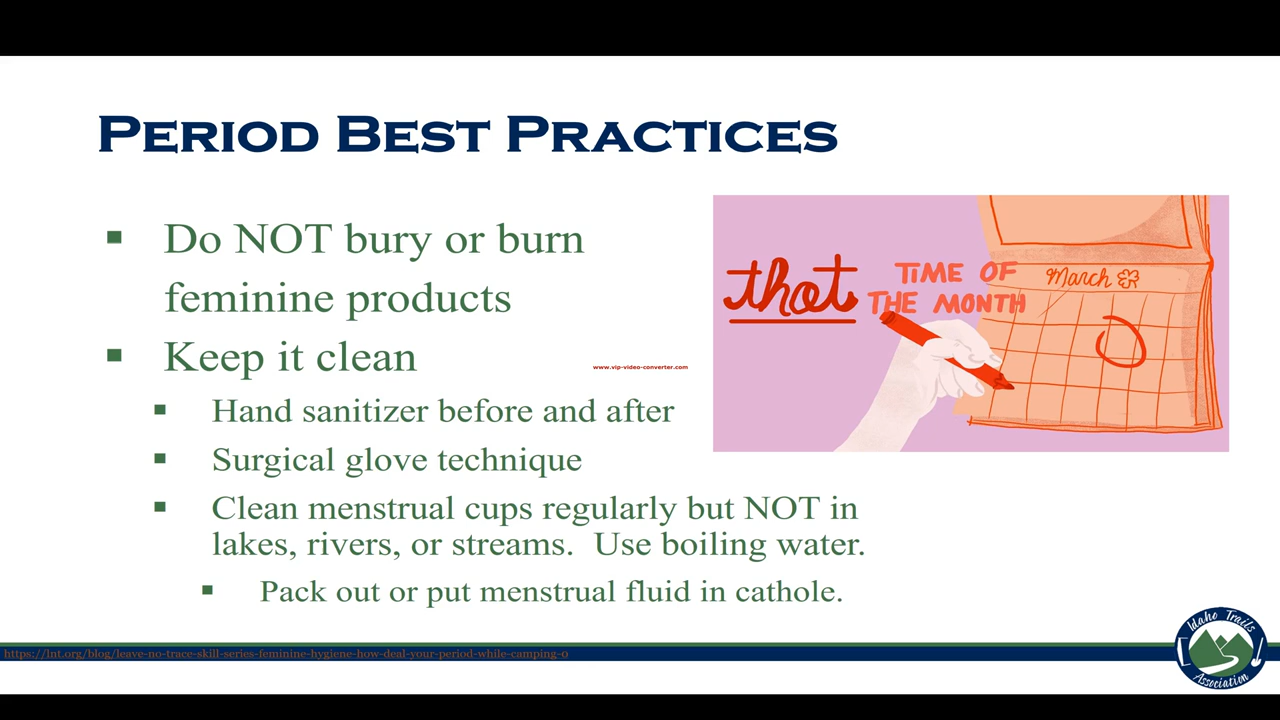 PERIOD BEST PRACTICES
Do NOT bury or burn
feminine products
Keep it clean
Hand sanitizer before and after
Surgical glove technique
Clean menstrual cups regularly but NOT in
lakes, rivers, or streams.  Use boiling water.
Pack out or put menstrual fluid in cathole.
that TIME OF
THE MONTH
March
www.vip-video-converter.com
https://lnt.org/blog/leave-no-trace-skill-series-feminine-hygiene-how-deal-your-period-while-camping-0
Idaho Trails
Association